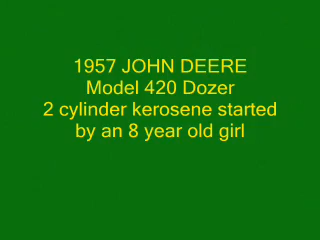 1957 JOHN DEERE
Model 420 Dozer
2 cylinder kerosene started
by an 8 year old girl